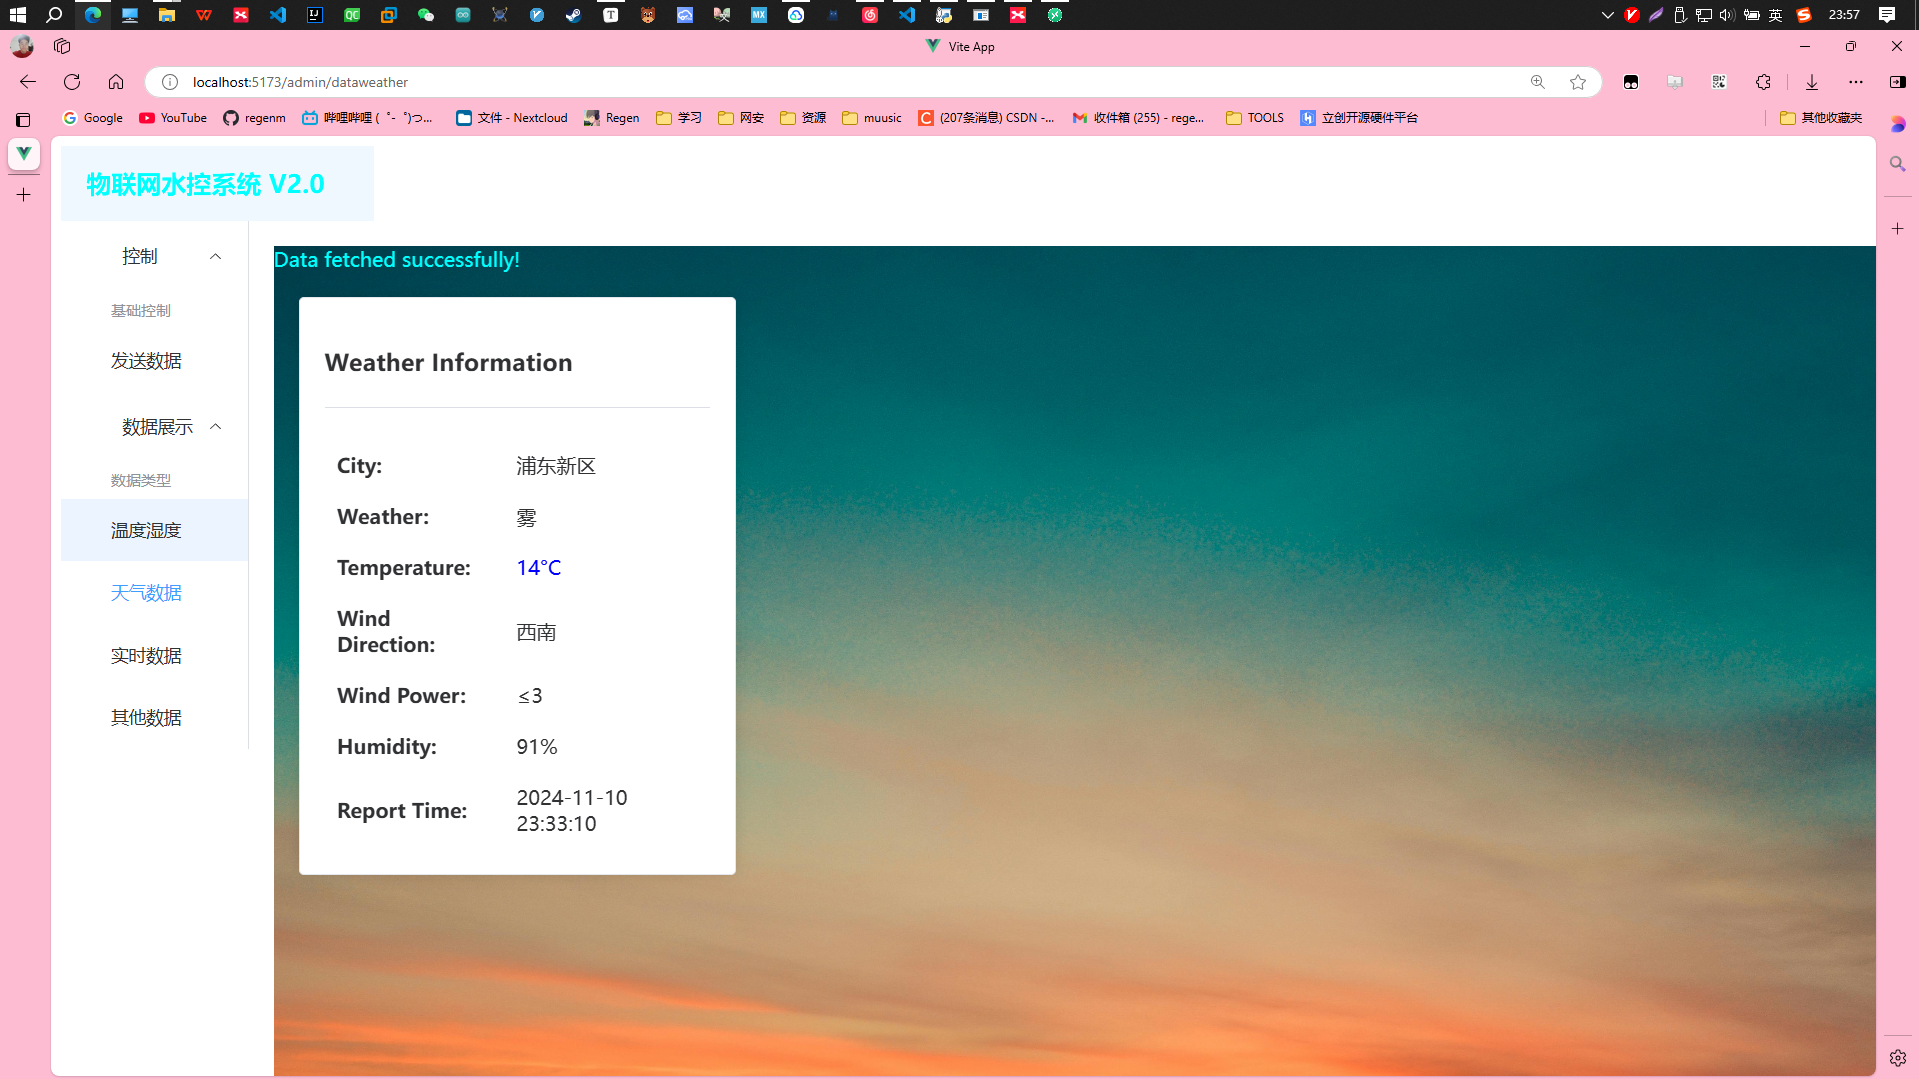 英
23:57
Vite App
localhost:5173/admin/dataweather
Google
YouTube
regenm
哔哩哔哩 (゜-゜)つ...
文件 - Nextcloud
Regen
学习
网安
资源
muusic
(207条消息) CSDN -...
收件箱 (255) - rege...
TOOLS
立创开源硬件平台
其他收藏夹
物联网水控系统 V2.0
控制
基础控制
发送数据
数据展示
数据类型
温度湿度
天气数据
实时数据
其他数据
Data fetched successfully!
Weather Information
City:
浦东新区
Weather:
雾
Temperature:
14°C
Wind
Direction:
西南
Wind Power:
≤3
Humidity:
91%
Report Time:
2024-11-10
23:33:10